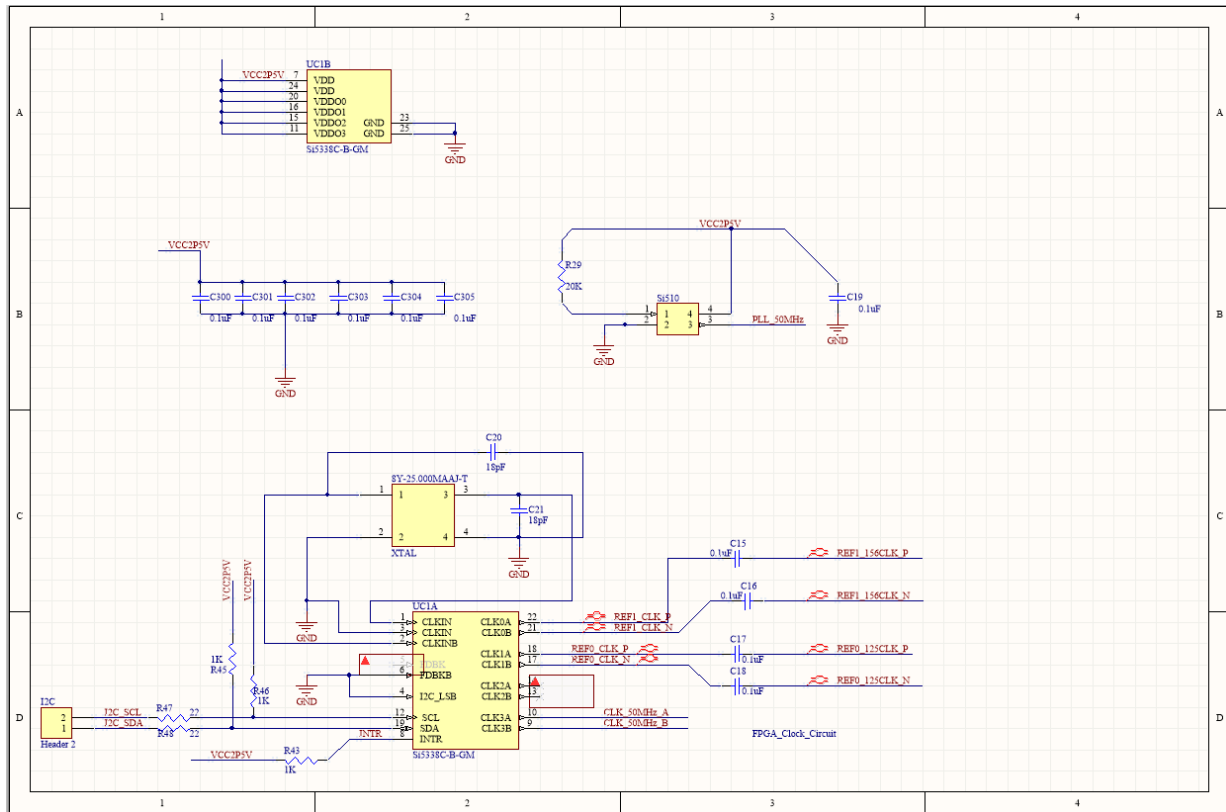 1 2 3 4
A A
UC1B
VCC2P5V 7 VDD
24 VDD
20 VDDO0
16 VDDO1
15 VDDO2 GND 23
11 VDDO3 GND 25
Si5338C-B-GM
GND
VCC2P5V
VCC2P5V
R29
20K
C300 C301 C302 C303 C304 C305
0.1uF 0.1uF 0.1uF 0.1uF 0.1uF 0.1uF
GND
Si510
1 1 4 4
2 2 3 3
PLL_50MHz
GND
C19
0.1uF
GND
B B
C20
18pF
8Y-25.000MAAJ-T
1 1 3 3
2 2 4 4
XTAL
C21
18pF
GND
C C
VCC2P5V VCC2P5V
GND
C15
0.1uF REF1_156CLK_P
C16
0.1uF REF1_156CLK_N
UC1A
1 CLKIN CLK0A 22 REF1_CLK_P
3 CLKIN CLK0B 21 REF1_CLK_N
2 CLKINB
CLK1A 18 REF0_CLK_P C17 0.1uF REF0_125CLK_P
5 FDBK CLK1B 17 REF0_CLK_N C18 0.1uF REF0_125CLK_N
6 FDBKB
CLK2A
4 I2C_LSB CLK2B 13
12 SCL CLK3A 10 CLK_50MHz_A
19 SDA CLK3B 9 CLK_50MHz_B
8 INTR
Si5338C-B-GM
GND
1K
R45
R46
1K
I2C
2 I2C_SCL R47 22
1 I2C_SDA R48 22
Header 2
INTR
VCC2P5V R43
1K
FPGA_Clock_Circuit
D D
1 2 3 4